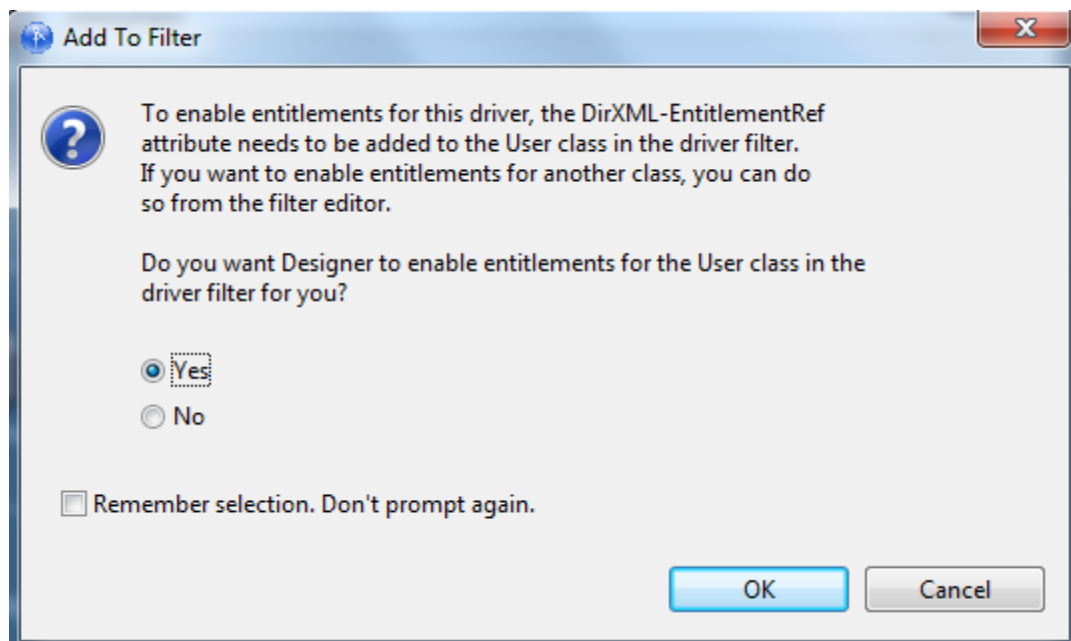 Add To Filter
To enable entitlements for this driver, the DirXML-EntitlementRef
attribute needs to be added to the User class in the driver filter.
If you want to enable entitlements for another class, you can do
so from the filter editor.
Do you want Designer to enable entitlements for the User class in the
driver filter for you?
Yes
No
Remember selection. Don't prompt again.
OK
Cancel